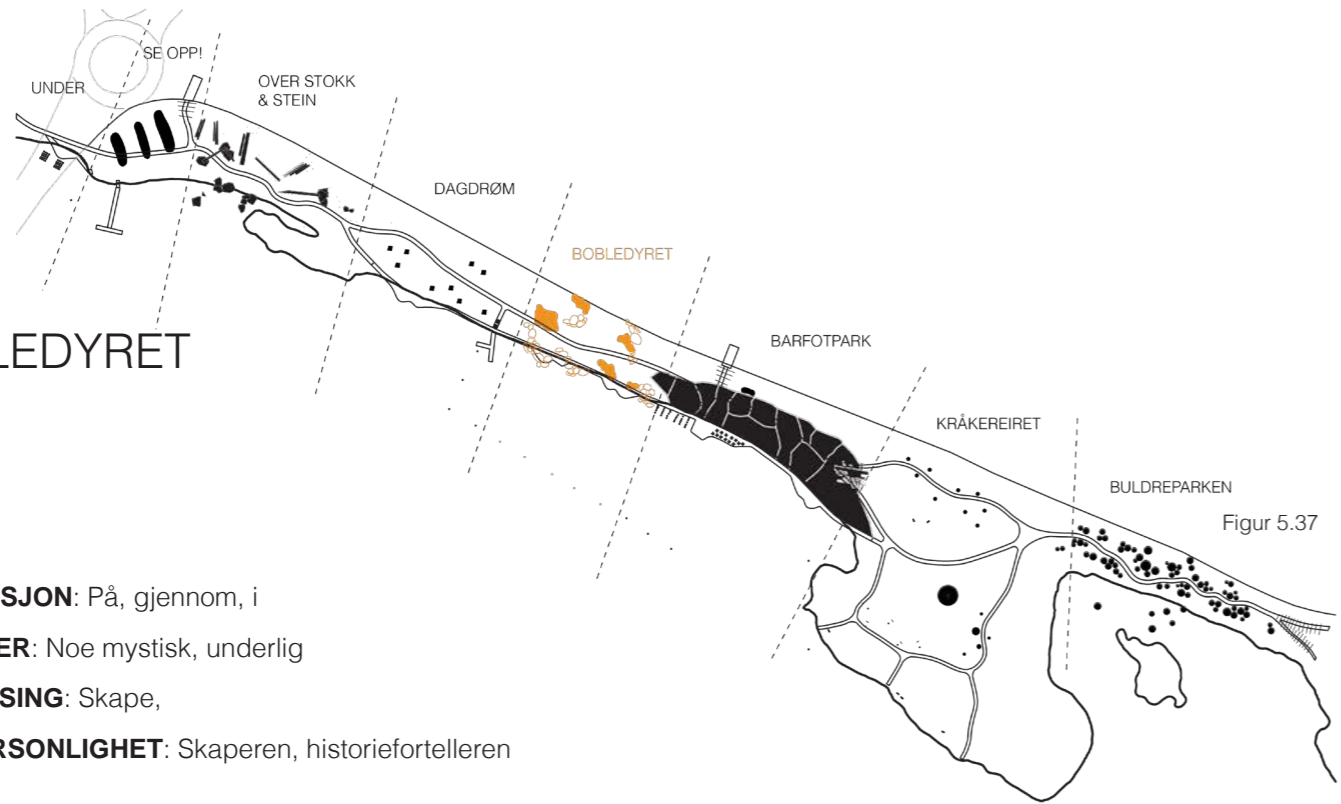 SE OPP!
UNDER
OVER STOKK
& STEIN
DAGDRØM
BOBLEDYRET
LEDYRET
BARFOTPARK
KRÅKEREIRET
BULDREPARKEN
Figur 5.37
SJON: På, gjennom, i
ER: Noe mystisk, underlig
SING: Skape,
RSONLIGHET: Skaperen, historiefortelleren